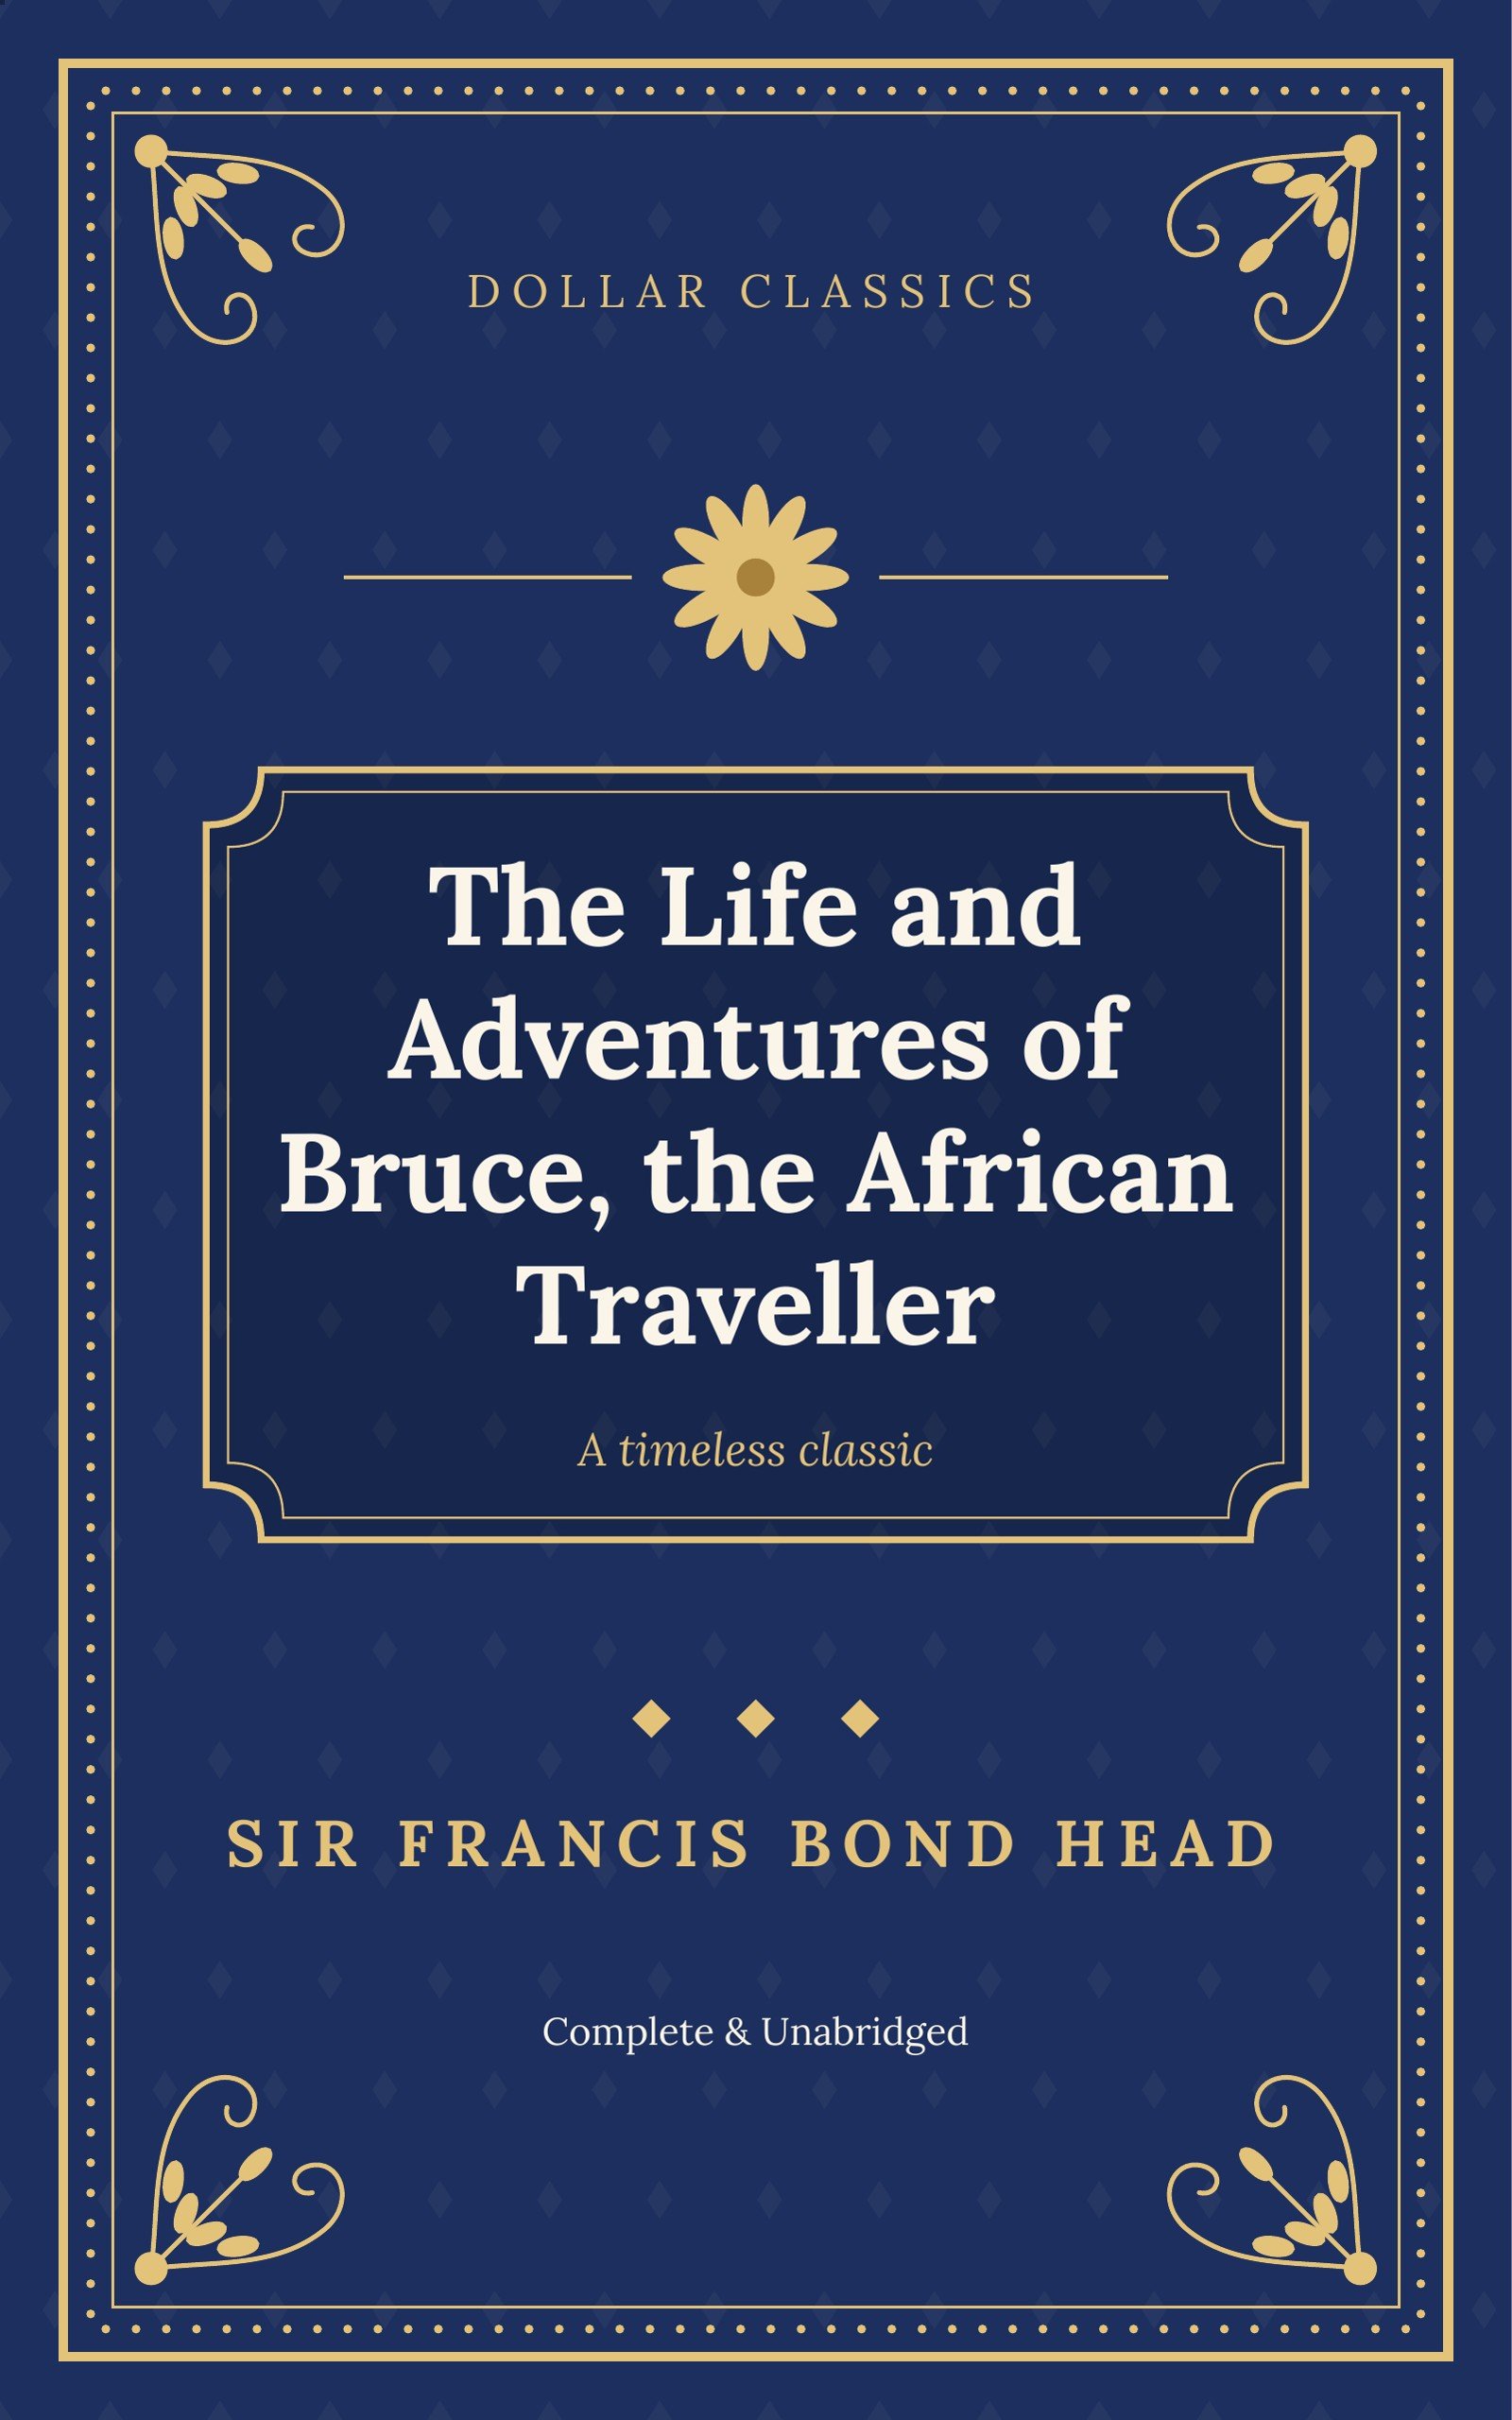 DOLLAR CLASSICS
The Life and
Adventures of
Bruce, the African
Traveller
A timeless classic
SIR FRANCIS BOND HEAD
Complete & Unabridged